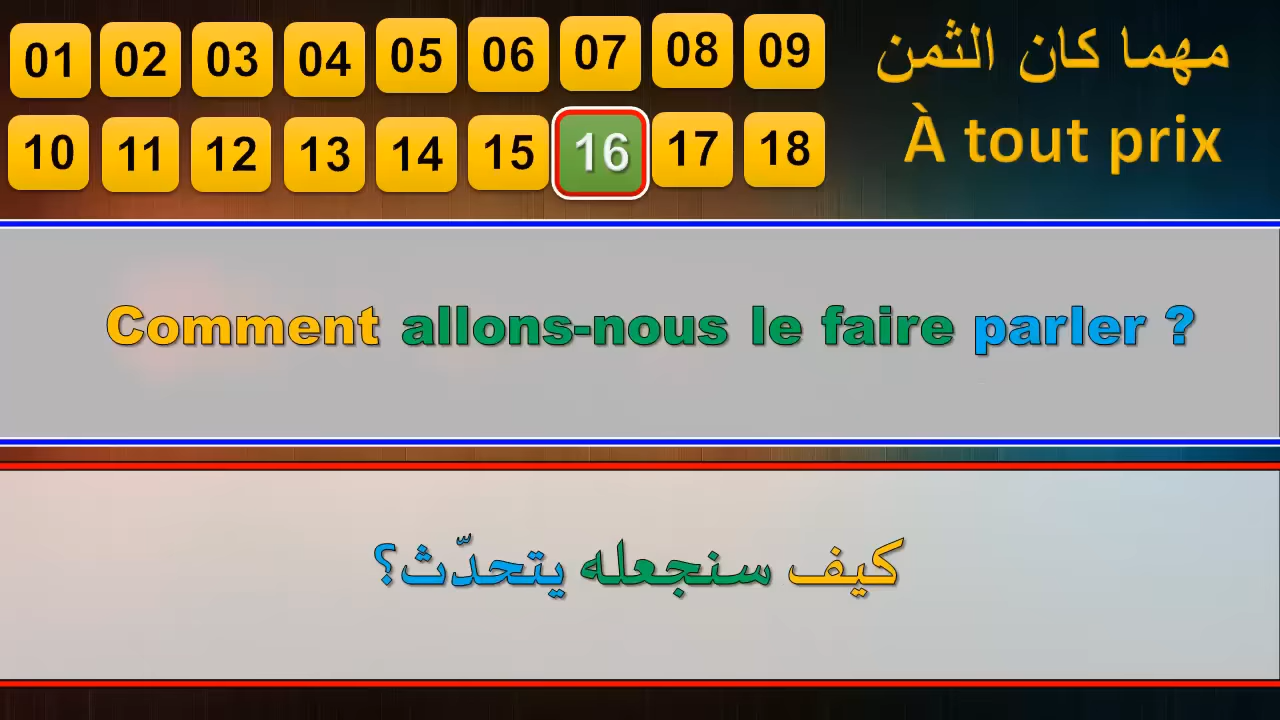 01 02 03 04 05 06 07 08 09
10 11 12 13 14 15 16 17 18
مهما كان الثمن
À tout prix
Comment allons-nous le faire parler ?
كيف سنجعله يتحدّث؟